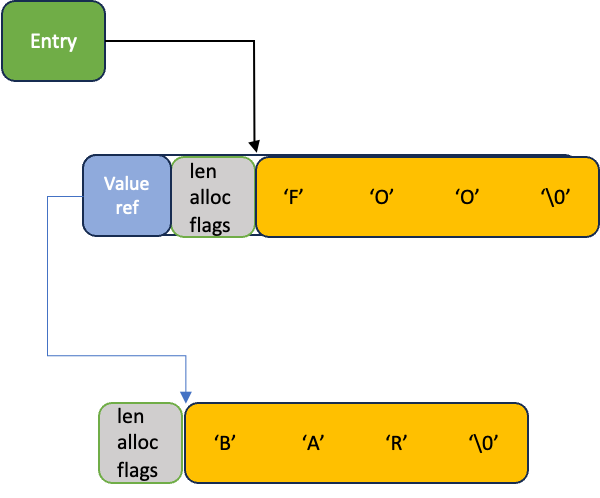 Entry
Value
ref
len
alloc
flags
‘F’ ‘O’ ‘O’ ‘\0’
len
alloc
flags
‘B’ ‘A’ ‘R’ ‘\0’